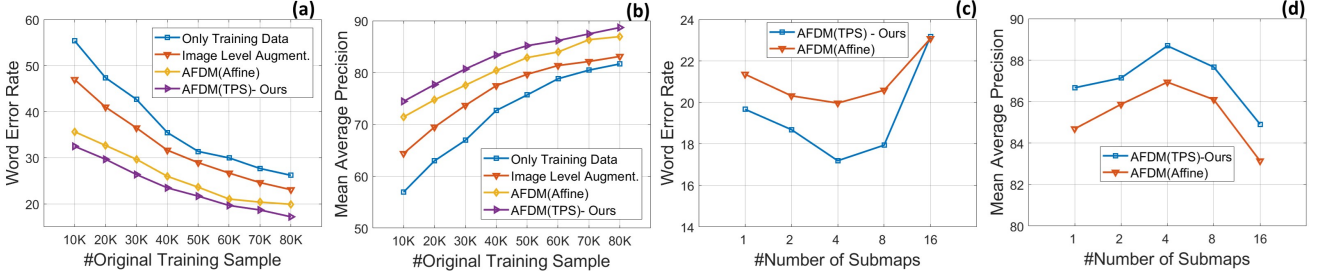 (a)
Word Error Rate
60
50
40
30
20
Only Training Data
Image Level Augment.
AFDM(Affine)
AFDM(TPS)- Ours
10K 20K 30K 40K 50K 60K 70K 80K
#Original Training Sample
(b)
Mean Average Precision
90
80
70
60
50
Only Training Data
Image Level Augment.
AFDM(Affine)
AFDM(TPS)- Ours
10K 20K 30K 40K 50K 60K 70K 80K
#Original Training Sample
(c)
Word Error Rate
24
22
20
18
16
14
AFDM(TPS) - Ours
AFDM(Affine)
1 2 4 8 16
#Number of Submaps
(d)
Mean Average Precision
90
88
86
84
82
80
AFDM(TPS)-Ours
AFDM(Affine)
1 2 4 8 16
#Number of Submaps